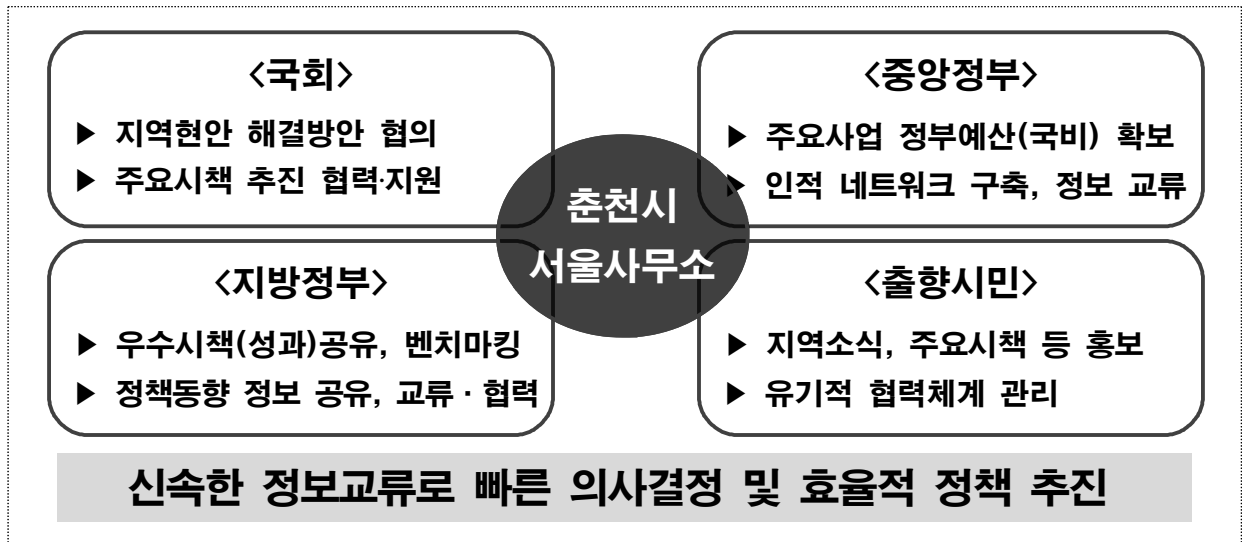 <국회>
▶ 지역현안 해결방안 협의
▶ 주요시책 추진 협력·지원
<중앙정부>
▶ 주요사업 정부예산(국비) 확보
▶ 인적 네트워크 구축, 정보 교류
춘천시
서울사무소
<지방정부>
▶ 우수시책(성과)공유, 벤치마킹
▶ 정책동향 정보 공유, 교류 · 협력
<출향시민>
▶ 지역소식, 주요시책 등 홍보
▶ 유기적 협력체계 관리
신속한 정보교류로 빠른 의사결정 및 효율적 정책 추진